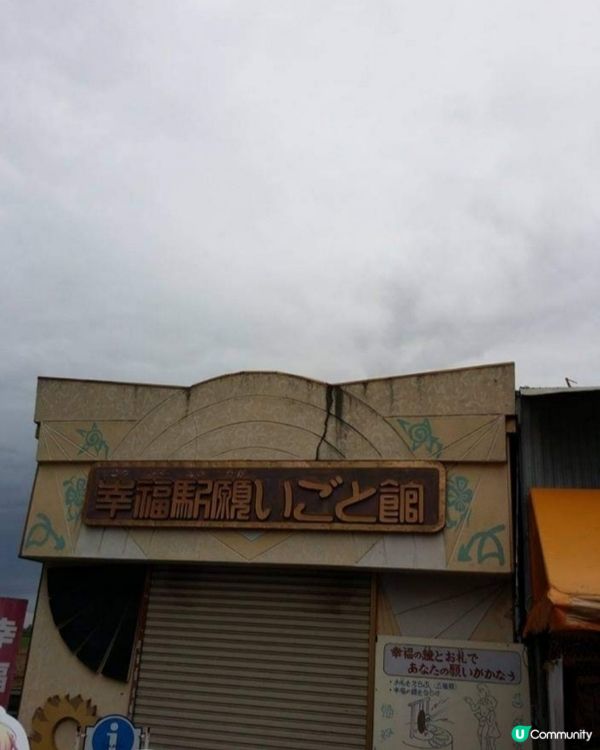 幸福駅願いごと館
幸福の鐘とお札で
あなたの願いがかなう
幸
i
U Community